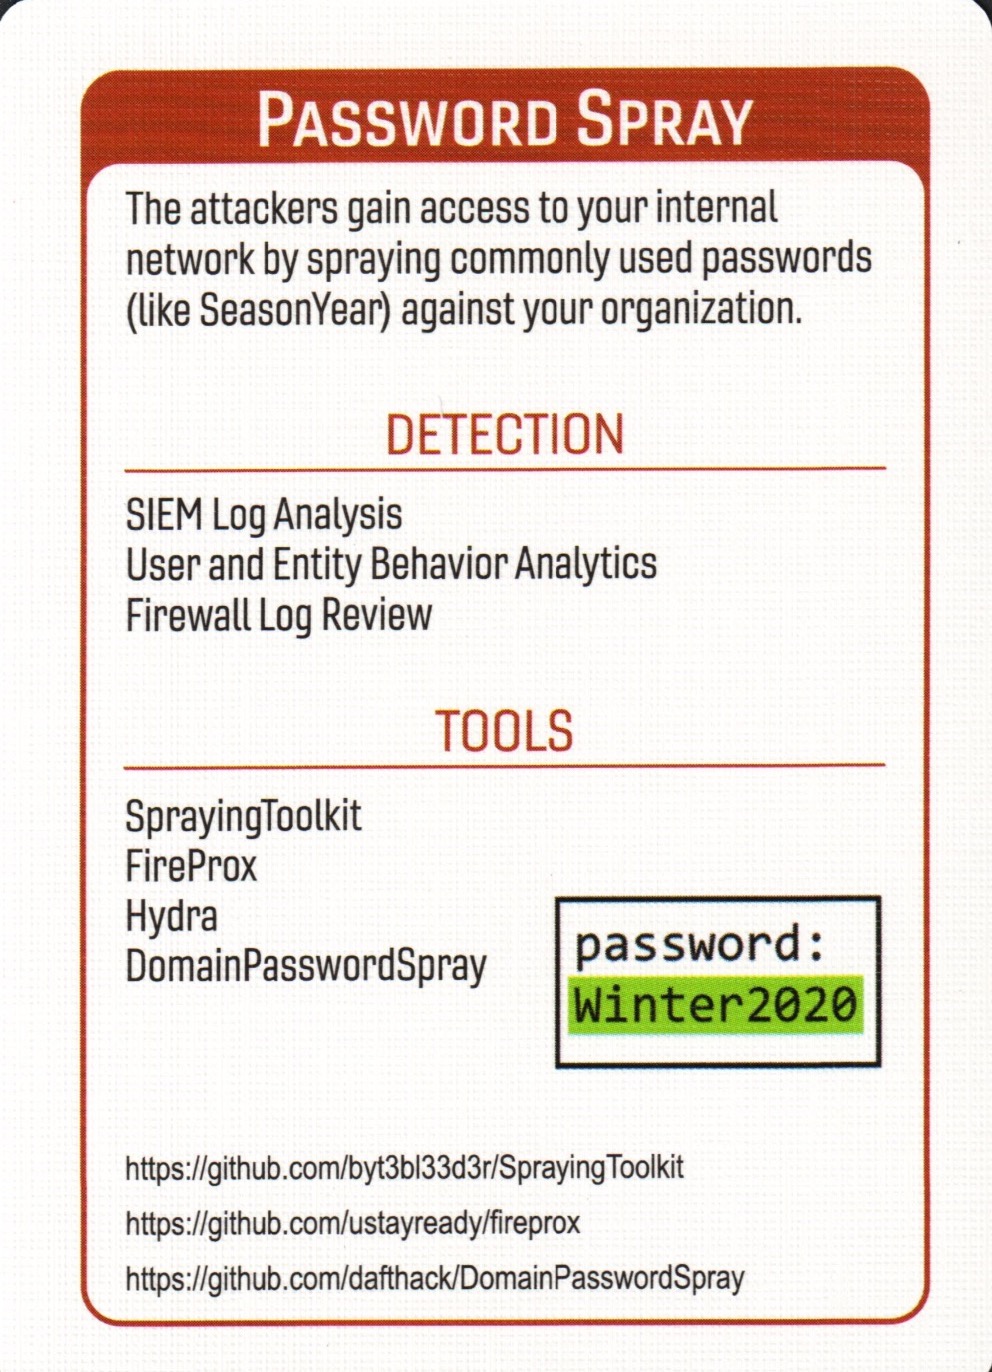 PASSWORD SPRAY
The attackers gain access to your internal
network by spraying commonly used passwords
(like SeasonYear) against your organization.
DETECTION
SIEM Log Analysis
User and Entity Behavior Analytics
Firewall Log Review
TOOLS
SprayingToolkit
FireProx
Hydra
DomainPasswordSpray
password:
Winter2020
https://github.com/byt3bl33d3r/SprayingToolkit
https://github.com/ustayready/fireprox
https://github.com/dafthack/DomainPasswordSpray